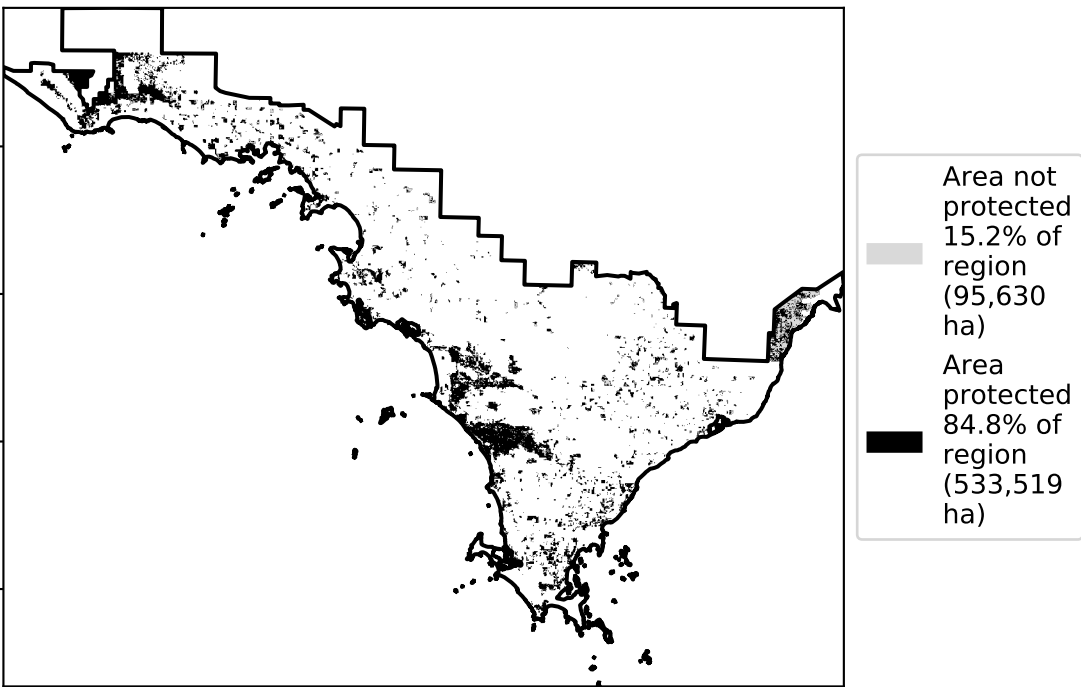 Area not
protected
15.2% of
region
(95,630
ha)
Area
protected
84.8% of
region
(533,519
ha)